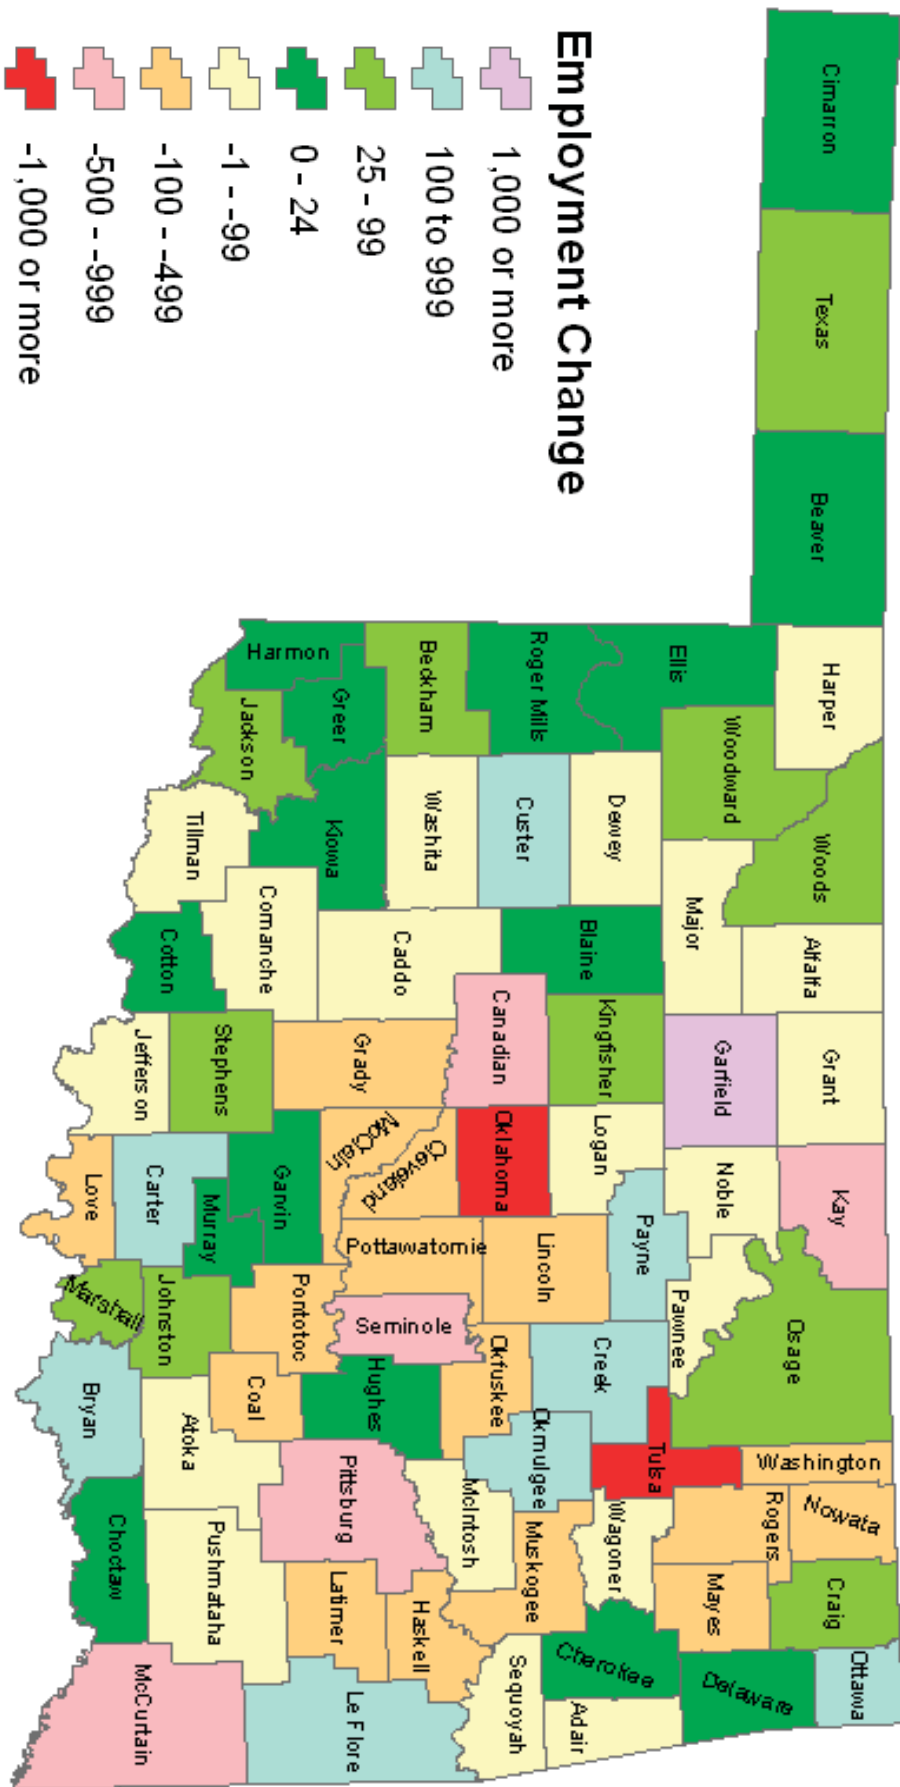 Cimarron
Texas
Beaver
Harper
Woods
Alfalfa
Grant
Kay
Osage
Washington
Nowata
Craig
Ottawa
Ellis
Woodward
Major
Garfield
Noble
Pawnee
Tulsa
Rogers
Mayes
Delaware
Roger Mills
Dewey
Blaine
Kingfisher
Logan
Payne
Creek
Wagoner
Cherokee
Adair
Beckham
Custer
Washita
Caddo
Canadian
Oklahoma
Lincoln
Okfuskee
Okmulgee
Muskogee
McIntosh
Sequoyah
Harmon
Greer
Kiowa
Comanche
Grady
McClain
Cleveland
Pottawatomie
Seminole
Hughes
Pittsburg
Haskell
Latimer
Le Flore
Jackson
Tillman
Cotton
Stephens
Jefferson
Garvin
Murray
Carter
Love
Pontotoc
Johnston
Marshall
Coal
Atoka
Bryan
Pushmataha
Choctaw
McCurtain
Employment Change
1,000 or more
100 to 999
25 - 99
0 - 24
-1 - -99
-100 - -499
-500 - -999
-1,000 or more